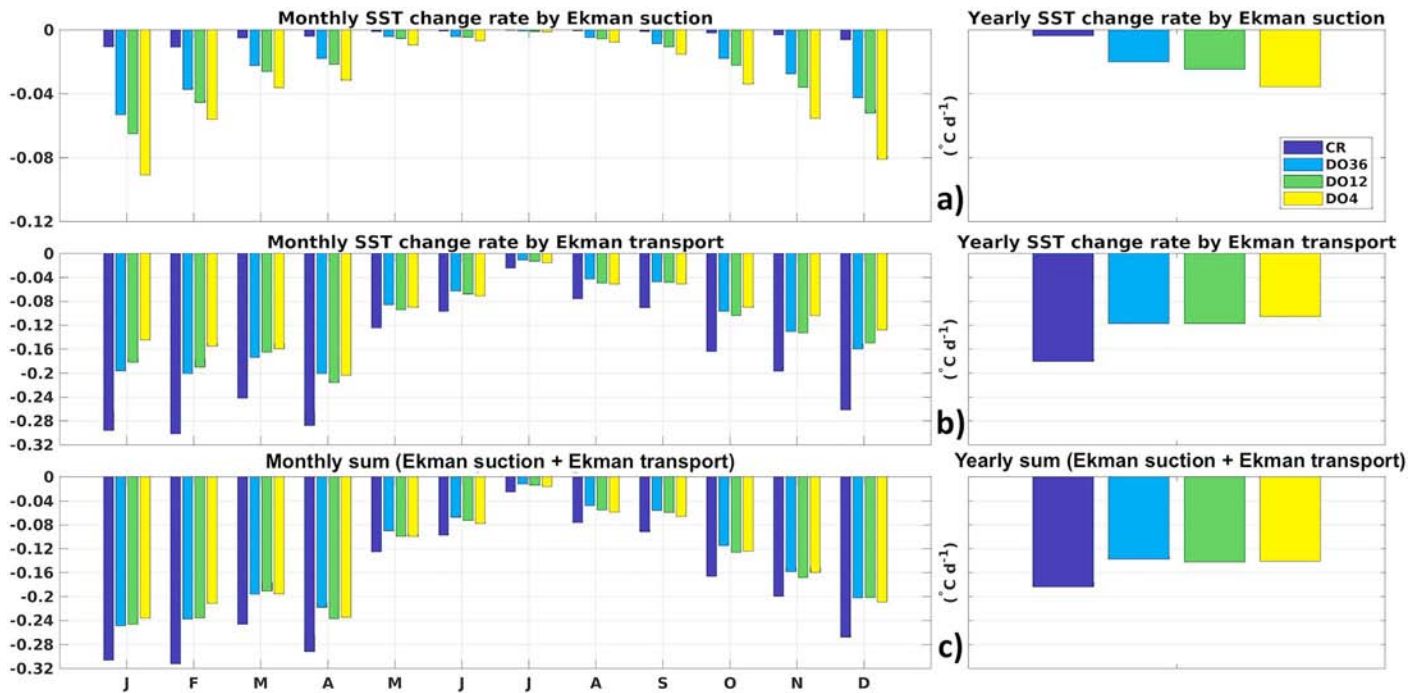 Monthly SST change rate by Ekman suction
Yearly SST change rate by Ekman suction
0
-0.04
-0.08
-0.12
(°C d⁻¹)
CR
DO36
DO12
DO4
a)
Monthly SST change rate by Ekman transport
Yearly SST change rate by Ekman transport
0
-0.04
-0.08
-0.12
-0.16
-0.2
-0.24
-0.28
-0.32
(°C d⁻¹)
b)
Monthly sum (Ekman suction + Ekman transport)
Yearly sum (Ekman suction + Ekman transport)
0
-0.04
-0.08
-0.12
-0.16
-0.2
-0.24
-0.28
-0.32
(°C d⁻¹)
c)
J F M A M J J A S O N D